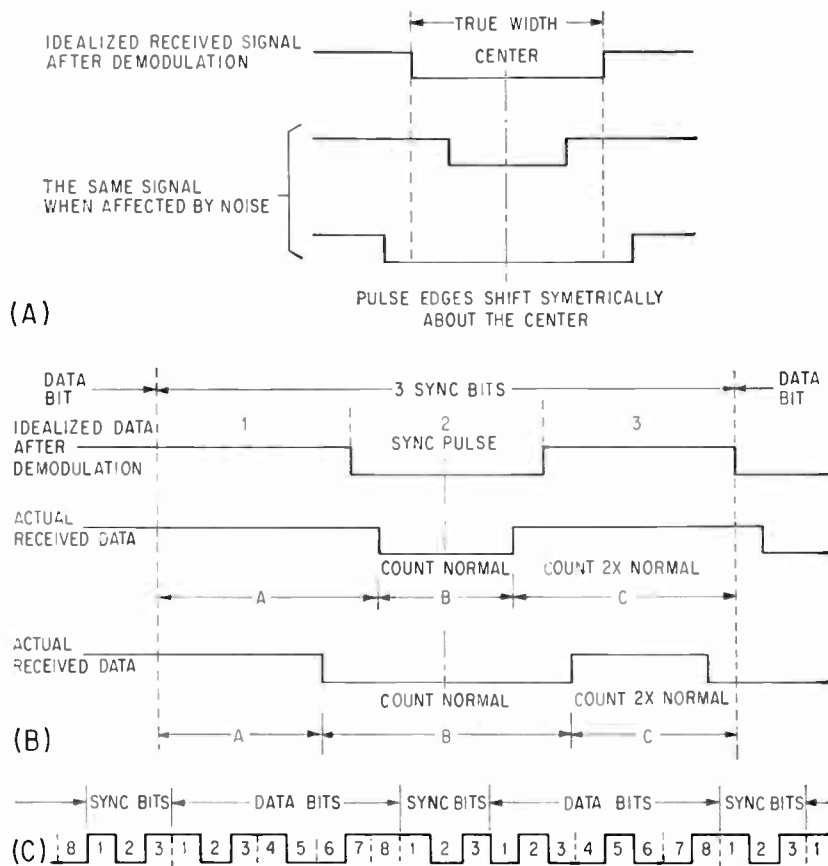 TRUE WIDTH
IDEALIZED RECEIVED SIGNAL
AFTER DEMODULATION
CENTER
THE SAME SIGNAL
WHEN AFFECTED BY NOISE
PULSE EDGES SHIFT SYMETRICALLY
ABOUT THE CENTER
(A)
DATA
BIT
3 SYNC BITS
DATA
BIT
IDEALIZED DATA
AFTER
DEMODULATION
1 2 3
SYNC PULSE
ACTUAL
RECEIVED DATA
COUNT NORMAL COUNT 2X NORMAL
A B C
ACTUAL
RECEIVED DATA
COUNT NORMAL COUNT 2X NORMAL
A B C
(B)
SYNC BITS DATA BITS SYNC BITS DATA BITS SYNC BITS
(C) 8 1 2 3 1 2 3 4 5 6 7 8 1 2 3 1 2 3 4 5 6 7 8 1 2 3 1